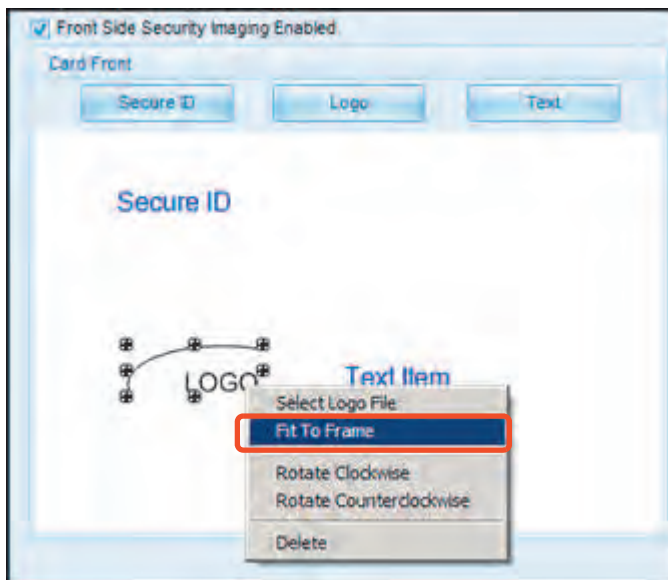 Front Side Security Imaging Enabled
Card Front
Secure ID Logo Text
Secure ID
LOGO Text Item
Select Logo File
Fit To Frame
Rotate Clockwise
Rotate Counterclockwise
Delete